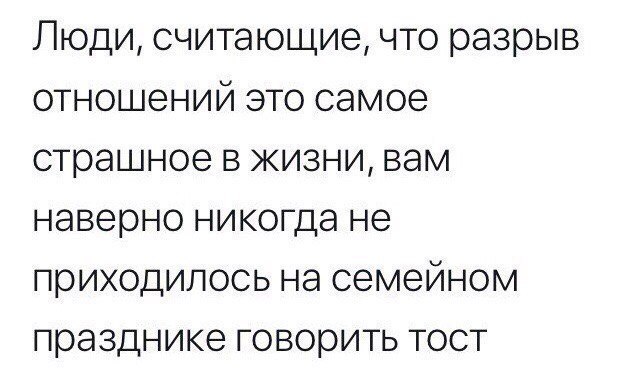 Люди, считающие, что разрыв
отношений это самое
страшное в жизни, вам
наверно никогда не
приходилось на семейном
празднике говорить тост